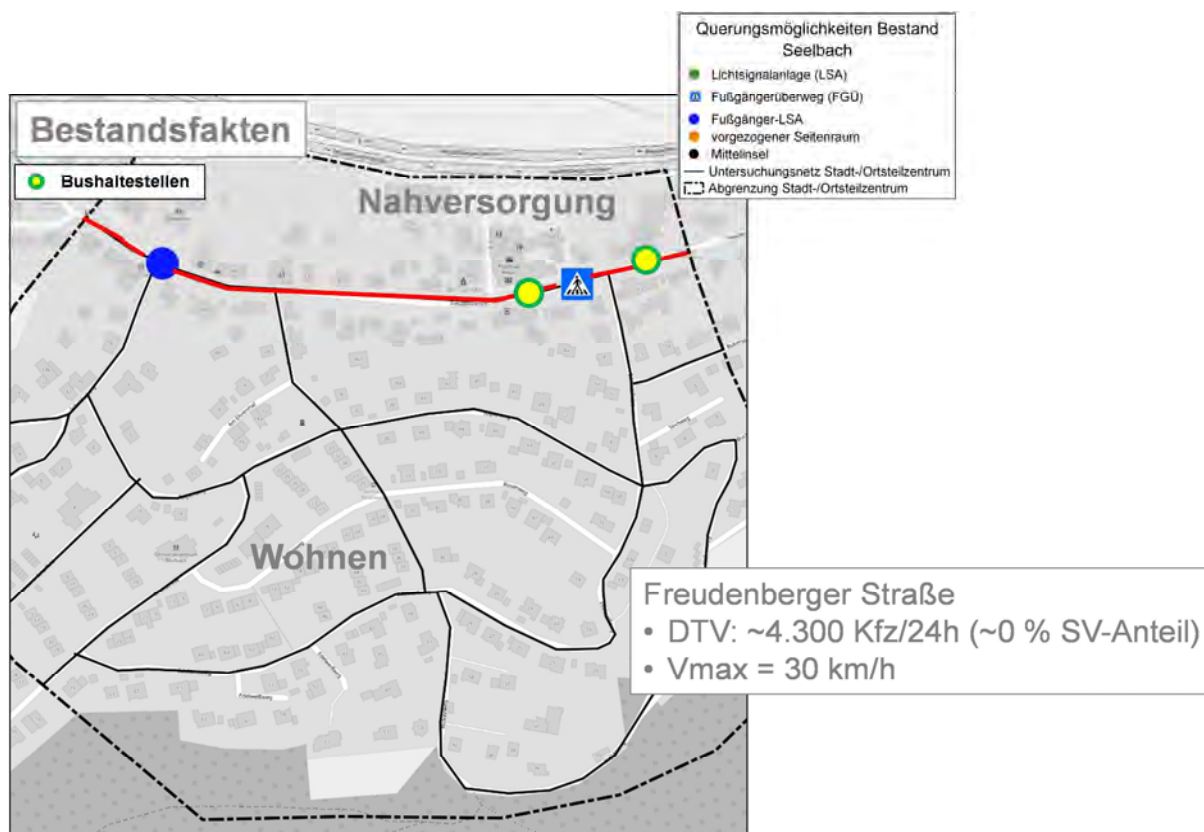 Querungsmöglichkeiten Bestand
Seelbach
Lichtsignalanlage (LSA)
Fußgängerüberweg (FGÜ)
Fußgänger-LSA
vorgezogener Seitenraum
Mittelinsel
Untersuchungsnetz Stadt-/Ortsteilzentrum
Abgrenzung Stadt-/Ortsteilzentrum
Bestandsfakten
Bushaltestellen
Nahversorgung
Wohnen
Freudenberger Straße
• DTV: ~4.300 Kfz/24h (~0 % SV-Anteil)
• Vmax = 30 km/h